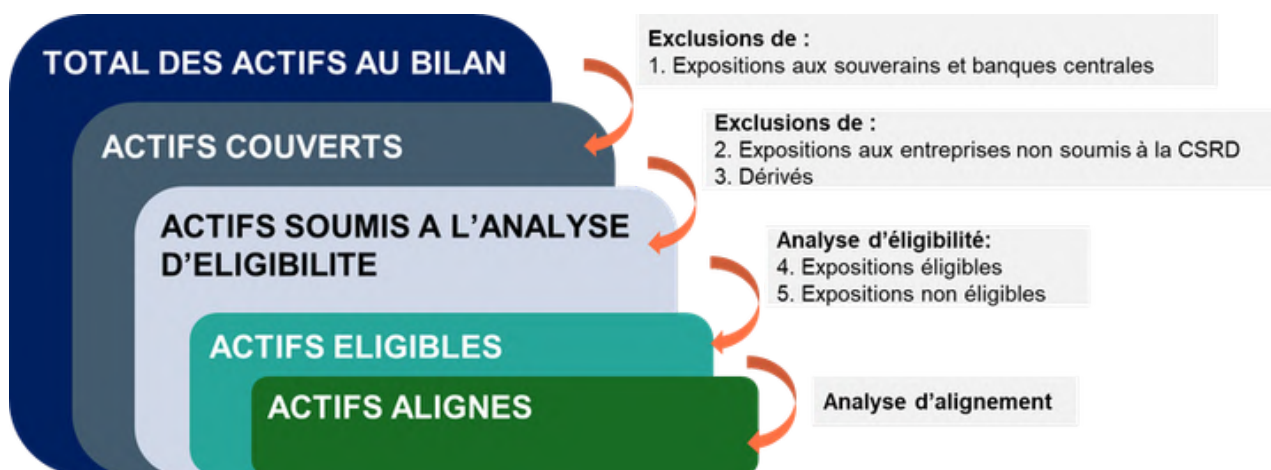 TOTAL DES ACTIFS AU BILAN
Exclusions de :
1. Expositions aux souverains et banques centrales
ACTIFS COUVERTS
Exclusions de :
2. Expositions aux entreprises non soumis à la CSRD
3. Dérivés
ACTIFS SOUMIS A L’ANALYSE
D’ELIGIBILITE
Analyse d’éligibilité:
4. Expositions éligibles
5. Expositions non éligibles
ACTIFS ELIGIBLES
ACTIFS ALIGNES
Analyse d’alignement